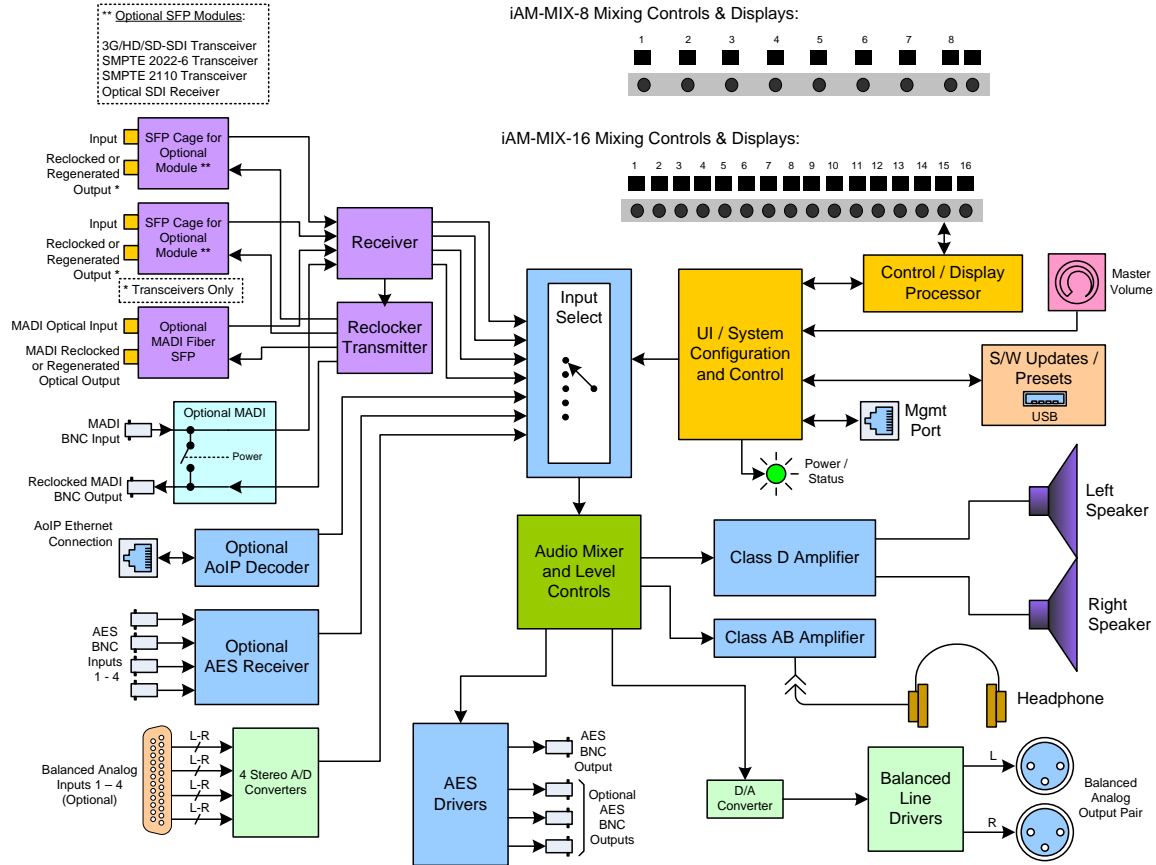 ** Optional SFP Modules:
3G/HD/SD-SDI Transceiver
SMPTE 2022-6 Transceiver
SMPTE 2110 Transceiver
Optical SDI Receiver
iAM-MIX-8 Mixing Controls & Displays:
1 2 3 4 5 6 7 8
iAM-MIX-16 Mixing Controls & Displays:
1 2 3 4 5 6 7 8 9 10 11 12 13 14 15 16
Input
Reclocked or
Regenerated
Output *
SFP Cage for
Optional
Module **
Input
Reclocked or
Regenerated
Output *
SFP Cage for
Optional
Module **
* Transceivers Only
MADI Optical Input
MADI Reclocked
or Regenerated
Optical Output
Optional
MADI Fiber
SFP
Receiver
Reclocker
Transmitter
Optional MADI
Power
MADI
BNC Input
Reclocked MADI
BNC Output
AoIP Ethernet
Connection
Optional
AoIP Decoder
AES
BNC
Inputs
1 - 4
Optional
AES Receiver
Balanced Analog
Inputs 1 – 4
(Optional)
L-R
L-R
L-R
L-R
4 Stereo A/D
Converters
Input
Select
UI / System
Configuration
and Control
Control / Display
Processor
Master
Volume
S/W Updates /
Presets
USB
Mgmt
Port
Power /
Status
Audio Mixer
and Level
Controls
Class D Amplifier
Left
Speaker
Right
Speaker
Class AB Amplifier
Headphone
AES
Drivers
AES
BNC
Output
Optional
AES
BNC
Outputs
D/A
Converter
Balanced
Line
Drivers
L
R
Balanced
Analog
Output Pair